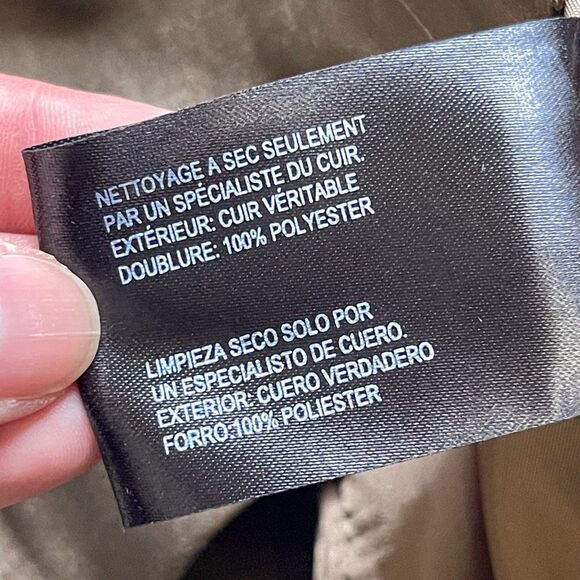 NETTOYAGE A SEC SEULEMENT
PAR UN SPÉCIALISTE DU CUIR.
EXTÉRIEUR: CUIR VÉRITABLE
DOUBLURE: 100% POLYESTER
LIMPIEZA SECO SOLO POR
UN ESPECIALISTO DE CUERO.
EXTERIOR: CUERO VERDADERO
FORRO:100% POLIESTER